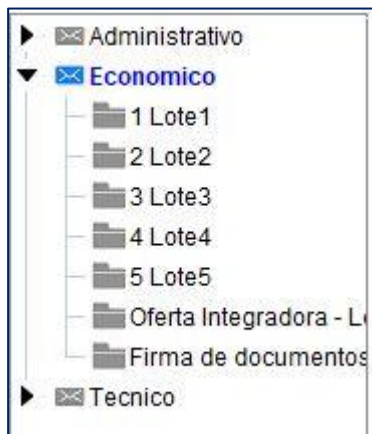 Administrativo
Economico
1 Lote1
2 Lote2
3 Lote3
4 Lote4
5 Lote5
Oferta Integradora -
Firma de documentos
Tecnico